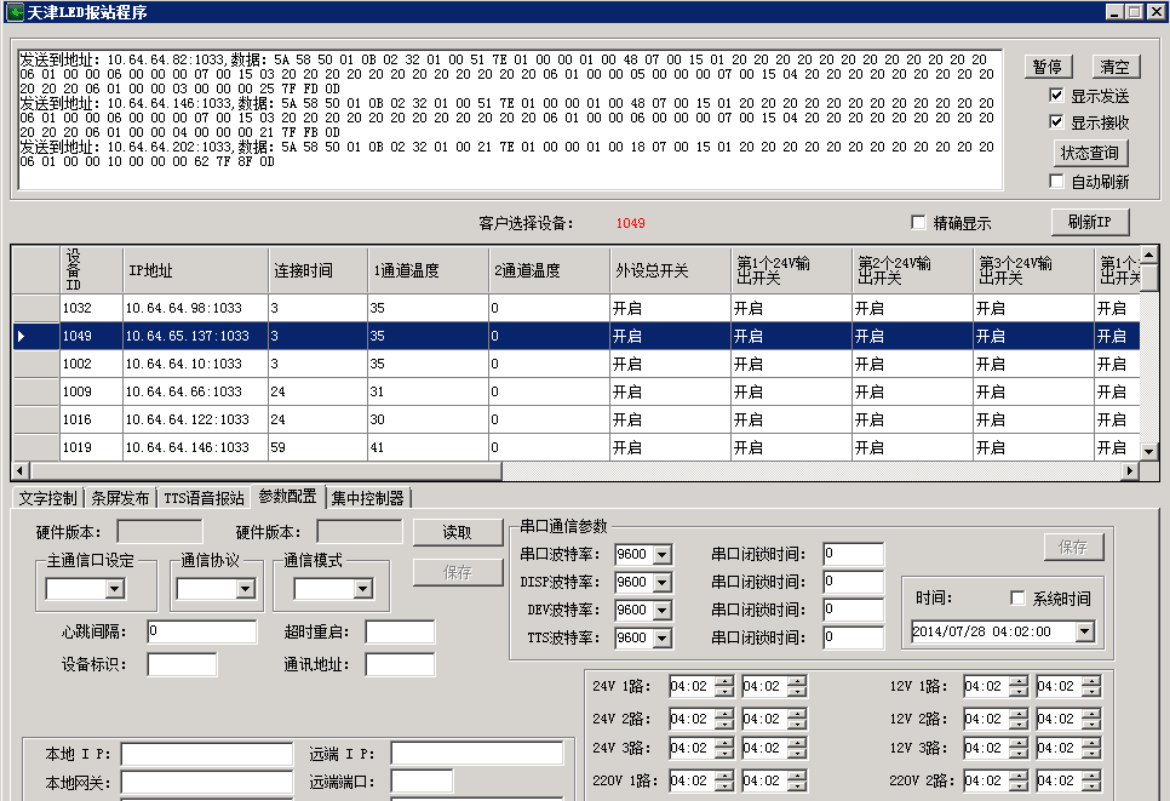 天津LED报站程序
发送到地址: 10.64.64.82:1033,数据: 5A 58 50 01 0B 02 32 01 00 51 7E 01 00 00 01 00 48 07 00 15 01 20 20 20 20 20 20 20 20 20 20 20
06 01 00 00 06 00 00 00 07 00 15 03 20 20 20 20 20 20 20 20 20 20 20 20 06 01 00 00 05 00 00 00 07 00 15 04 20 20 20 20 20 20 20 20 20
20 20 20 06 01 00 00 03 00 00 00 25 7F FD 0D
发送到地址: 10.64.64.146:1033,数据: 5A 58 50 01 0B 02 32 01 00 51 7E 01 00 00 01 00 48 07 00 15 01 20 20 20 20 20 20 20 20 20 20 20 20
06 01 00 00 06 00 00 00 07 00 15 03 20 20 20 20 20 20 20 20 20 20 20 20 06 01 00 00 06 00 00 00 07 00 15 04 20 20 20 20 20 20 20 20 20
20 20 20 06 01 00 00 04 00 00 00 21 7F FB 0D
发送到地址: 10.64.64.202:1033,数据: 5A 58 50 01 0B 02 32 01 00 21 7E 01 00 00 01 00 18 07 00 15 01 20 20 20 20 20 20 20 20 20 20 20 20
06 01 00 00 10 00 00 00 62 7F 8F 0D
暂停 清空
显示发送
显示接收
状态查询
自动刷新
客户选择设备: 1049 精确显示 刷新IP
设备ID IP地址 连接时间 1通道温度 2通道温度 外设总开关 第1个24V输出开关 第2个24V输出开关 第3个24V输出开关 第1个 出开关
1032 10.64.64.98:1033 3 35 0 开启 开启 开启 开启 开启
1049 10.64.65.137:1033 3 35 0 开启 开启 开启 开启 开启
1002 10.64.64.10:1033 3 35 0 开启 开启 开启 开启 开启
1009 10.64.64.66:1033 24 31 0 开启 开启 开启 开启 开启
1016 10.64.64.122:1033 24 30 0 开启 开启 开启 开启 开启
1019 10.64.64.146:1033 59 41 0 开启 开启 开启 开启 开启
文字控制 条屏发布 TTS语音报站 参数配置 集中控制器
硬件版本: 硬件版本: 读取
保存
主通信口设定 通信协议 通信模式
心跳间隔: 0 超时重启:
设备标识: 通讯地址:
串口通信参数
串口波特率: 9600 串口闭锁时间: 0
DISP波特率: 9600 串口闭锁时间: 0
DEV波特率: 9600 串口闭锁时间: 0
TTS波特率: 9600 串口闭锁时间: 0
保存
时间: 系统时间
2014/07/28 04:02:00
24V 1路: 04:02 04:02 12V 1路: 04:02 04:02
24V 2路: 04:02 04:02 12V 2路: 04:02 04:02
24V 3路: 04:02 04:02 12V 3路: 04:02 04:02
220V 1路: 04:02 04:02 220V 2路: 04:02 04:02
本地 I P: 远端 I P:
本地网关: 远端端口: